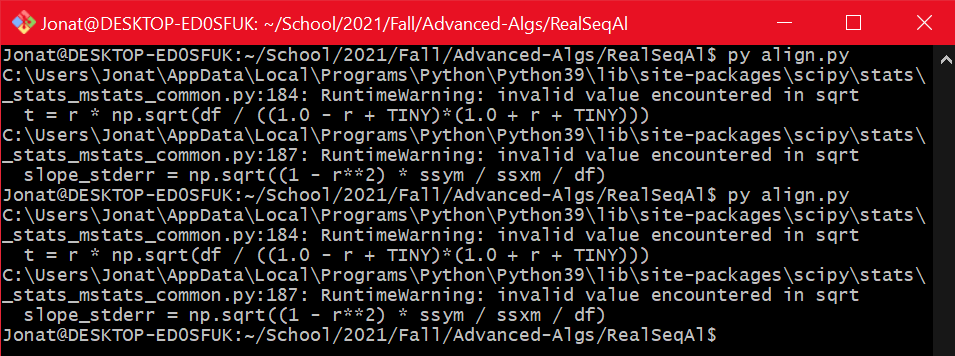 Jonat@DESKTOP-ED0SFUK: ~/School/2021/Fall/Advanced-Algs/RealSeqAl
Jonat@DESKTOP-ED0SFUK:~/School/2021/Fall/Advanced-Algs/RealSeqAl$ py align.py
C:\Users\Jonat\AppData\Local\Programs\Python\Python39\lib\site-packages\scipy\stats\
_stats_mstats_common.py:184: RuntimeWarning: invalid value encountered in sqrt
  t = r * np.sqrt(df / ((1.0 - r + TINY)*(1.0 + r + TINY)))
C:\Users\Jonat\AppData\Local\Programs\Python\Python39\lib\site-packages\scipy\stats\
_stats_mstats_common.py:187: RuntimeWarning: invalid value encountered in sqrt
  slope_stderr = np.sqrt((1 - r**2) * ssym / ssxm / df)
Jonat@DESKTOP-ED0SFUK:~/School/2021/Fall/Advanced-Algs/RealSeqAl$ py align.py
C:\Users\Jonat\AppData\Local\Programs\Python\Python39\lib\site-packages\scipy\stats\
_stats_mstats_common.py:184: RuntimeWarning: invalid value encountered in sqrt
  t = r * np.sqrt(df / ((1.0 - r + TINY)*(1.0 + r + TINY)))
C:\Users\Jonat\AppData\Local\Programs\Python\Python39\lib\site-packages\scipy\stats\
_stats_mstats_common.py:187: RuntimeWarning: invalid value encountered in sqrt
  slope_stderr = np.sqrt((1 - r**2) * ssym / ssxm / df)
Jonat@DESKTOP-ED0SFUK:~/School/2021/Fall/Advanced-Algs/RealSeqAl$